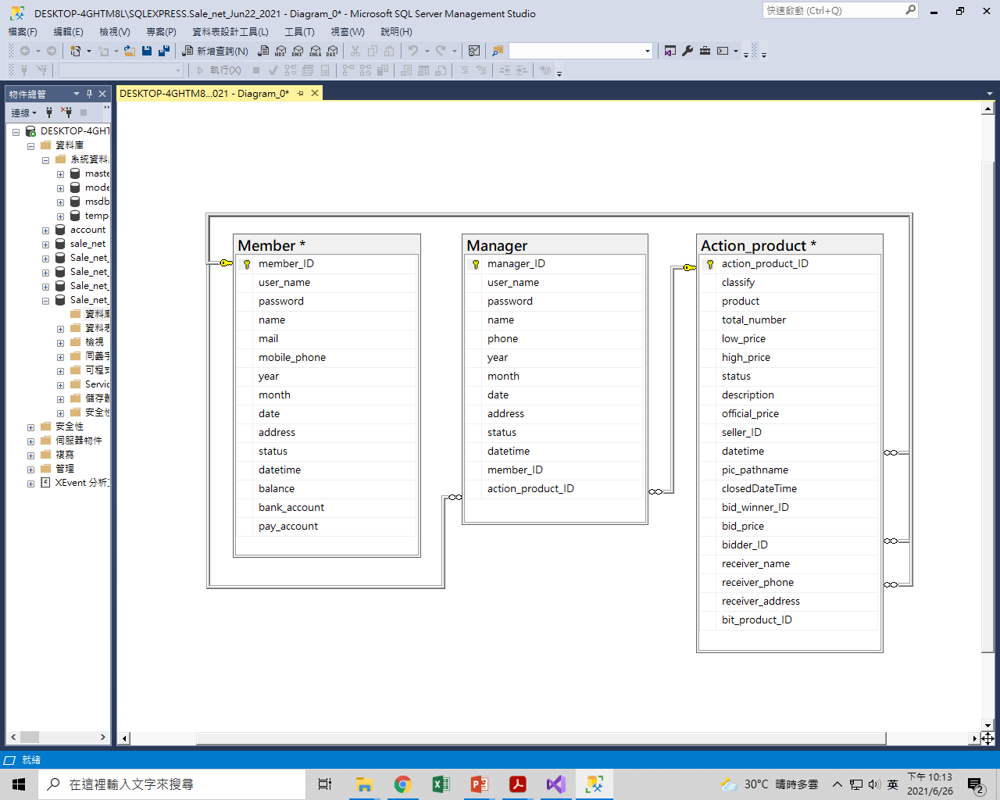 DESKTOP-4GHTM8L\SQLEXPRESS.Sale_net_Jun22_2021 - Diagram_0* - Microsoft SQL Server Management Studio
快速啟動 (Ctrl+Q)
檔案(F) 編輯(E) 檢視(V) 專案(P) 資料表設計工具(L) 工具(T) 視窗(W) 說明(H)
新增查詢(N)
MDX DMX XMLA DAX
執行(X)
物件總管
DESKTOP-4GHTM8...021 - Diagram_0*
連線
DESKTOP-4GHT
資料庫
系統資料
maste
mode
msdb
temp
account
sale_net
Sale_net_
Sale_net_
Sale_net_
Sale_net_
資料庫
資料表
檢視
同義字
可程式
Servic
儲存體
安全性
安全性
伺服器物件
複寫
管理
XEvent 分析
Member *
member_ID
user_name
password
name
mail
mobile_phone
year
month
date
address
status
datetime
balance
bank_account
pay_account
Manager
manager_ID
user_name
password
name
phone
year
month
date
address
status
datetime
member_ID
action_product_ID
Action_product *
action_product_ID
classify
product
total_number
low_price
high_price
status
description
official_price
seller_ID
datetime
pic_pathname
closedDateTime
bid_winner_ID
bid_price
bidder_ID
receiver_name
receiver_phone
receiver_address
bit_product_ID
就緒
在這裡輸入文字來搜尋
30°C 晴時多雲
英
下午 10:13
2021/6/26
2